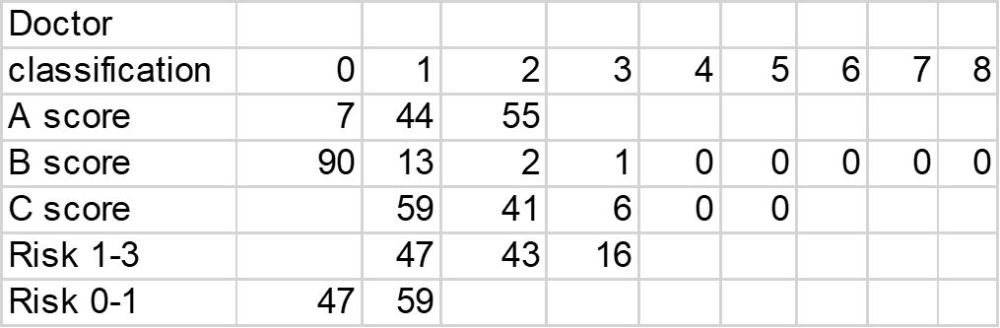 Doctor
classification 0 1 2 3 4 5 6 7 8
A score 7 44 55
B score 90 13 2 1 0 0 0 0 0
C score 59 41 6 0 0
Risk 1-3 47 43 16
Risk 0-1 47 59